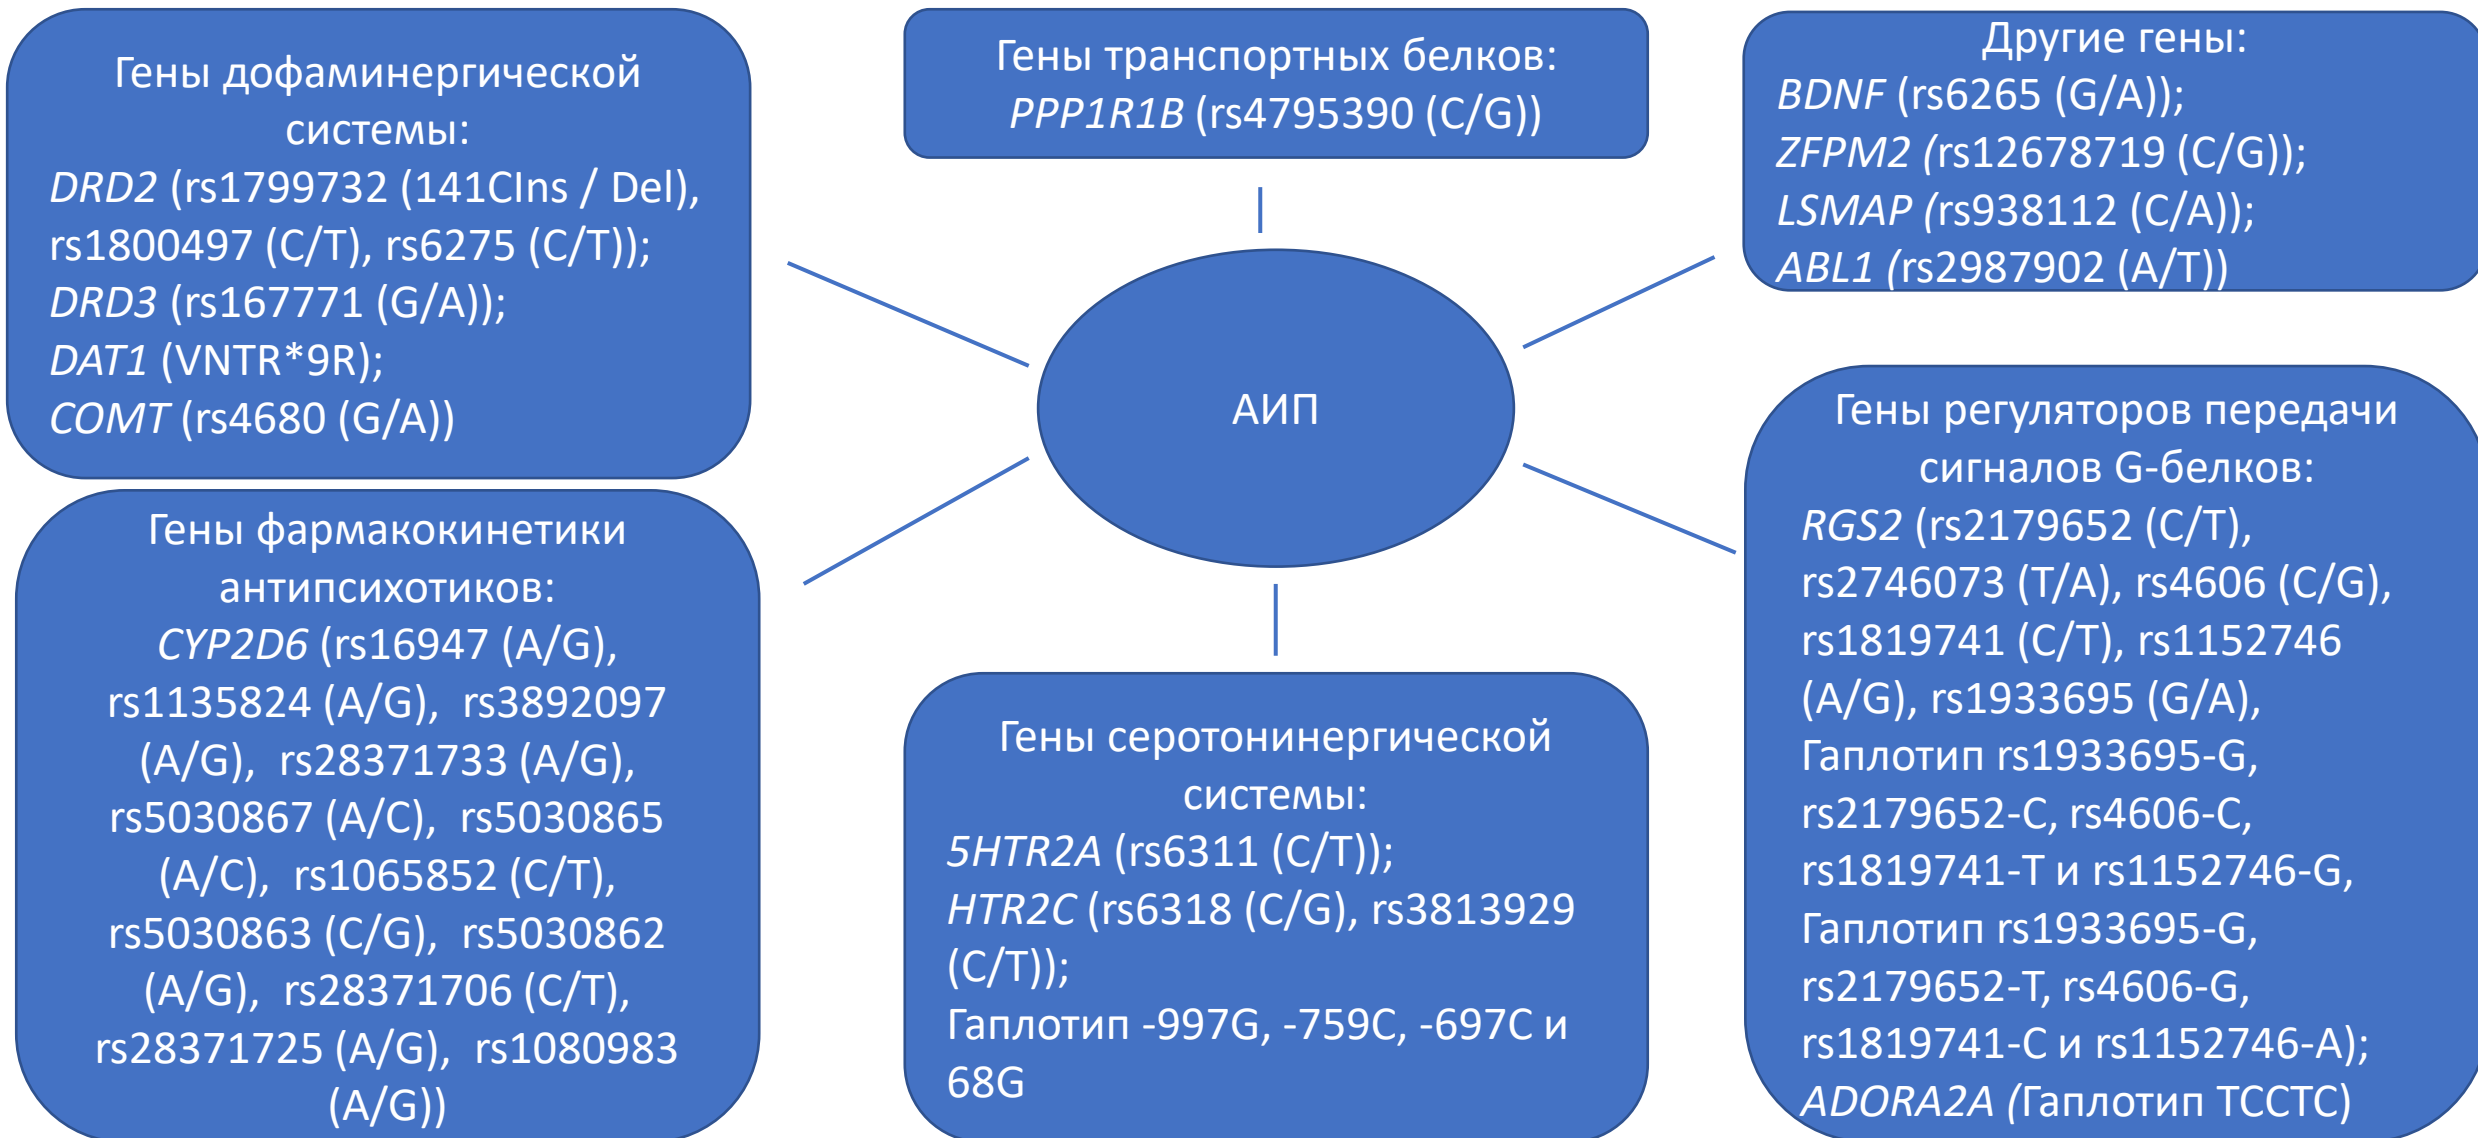 Гены дофаминергической
системы:
DRD2 (rs1799732 (141CIns / Del),
rs1800497 (C/T), rs6275 (C/T));
DRD3 (rs167771 (G/A));
DAT1 (VNTR*9R);
COMT (rs4680 (G/A))
Гены транспортных белков:
PPP1R1B (rs4795390 (C/G))
Другие гены:
BDNF (rs6265 (G/A));
ZFPM2 (rs12678719 (C/G));
LSMAP (rs938112 (C/A));
ABL1 (rs2987902 (A/T))
АИП
Гены фармакокинетики
антипсихотиков:
CYP2D6 (rs16947 (A/G),
rs1135824 (A/G), rs3892097
(A/G), rs28371733 (A/G),
rs5030867 (A/C), rs5030865
(A/C), rs1065852 (C/T),
rs5030863 (C/G), rs5030862
(A/G), rs28371706 (C/T),
rs28371725 (A/G), rs1080983
(A/G))
Гены серотонинергической
системы:
5HTR2A (rs6311 (C/T));
HTR2C (rs6318 (C/G), rs3813929
(C/T));
Гаплотип -997G, -759C, -697C и
68G
Гены регуляторов передачи
сигналов G-белков:
RGS2 (rs2179652 (C/T),
rs2746073 (T/A), rs4606 (C/G),
rs1819741 (C/T), rs1152746
(A/G), rs1933695 (G/A),
Гаплотип rs1933695-G,
rs2179652-C, rs4606-C,
rs1819741-T и rs1152746-G,
Гаплотип rs1933695-G,
rs2179652-T, rs4606-G,
rs1819741-C и rs1152746-A);
ADORA2A (Гаплотип TCCTC)